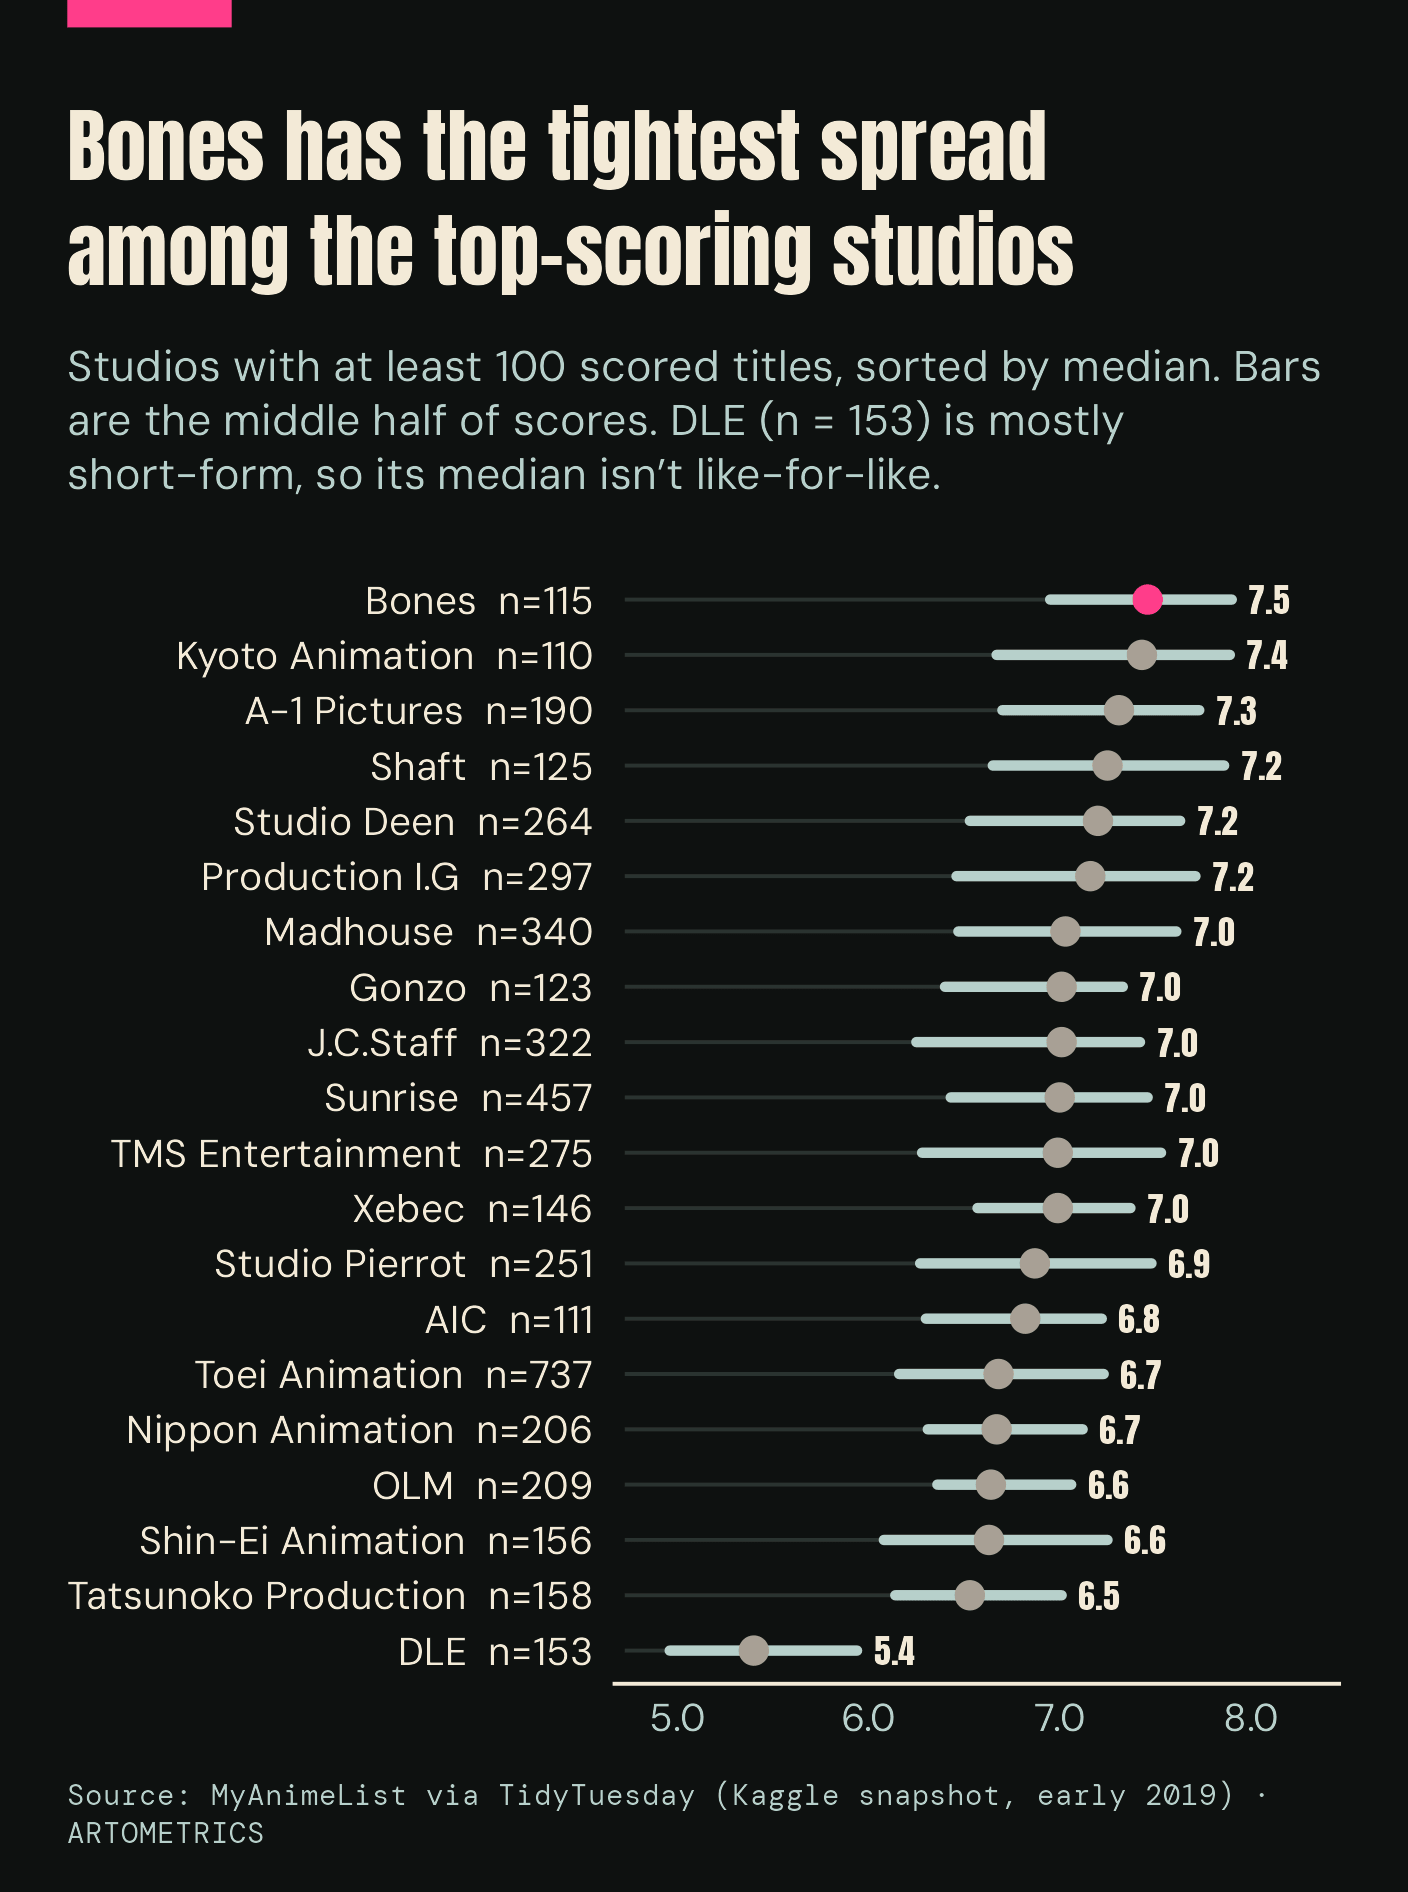 Bones has the tightest spread
among the top-scoring studios
Studios with at least 100 scored titles, sorted by median. Bars
are the middle half of scores. DLE (n = 153) is mostly
short-form, so its median isn’t like-for-like.
Bones n=115 7.5
Kyoto Animation n=110 7.4
A-1 Pictures n=190 7.3
Shaft n=125 7.2
Studio Deen n=264 7.2
Production I.G n=297 7.2
Madhouse n=340 7.0
Gonzo n=123 7.0
J.C.Staff n=322 7.0
Sunrise n=457 7.0
TMS Entertainment n=275 7.0
Xebec n=146 7.0
Studio Pierrot n=251 6.9
AIC n=111 6.8
Toei Animation n=737 6.7
Nippon Animation n=206 6.7
OLM n=209 6.6
Shin-Ei Animation n=156 6.6
Tatsunoko Production n=158 6.5
DLE n=153 5.4
5.0 6.0 7.0 8.0
Source: MyAnimeList via TidyTuesday (Kaggle snapshot, early 2019) ·
ARTOMETRICS